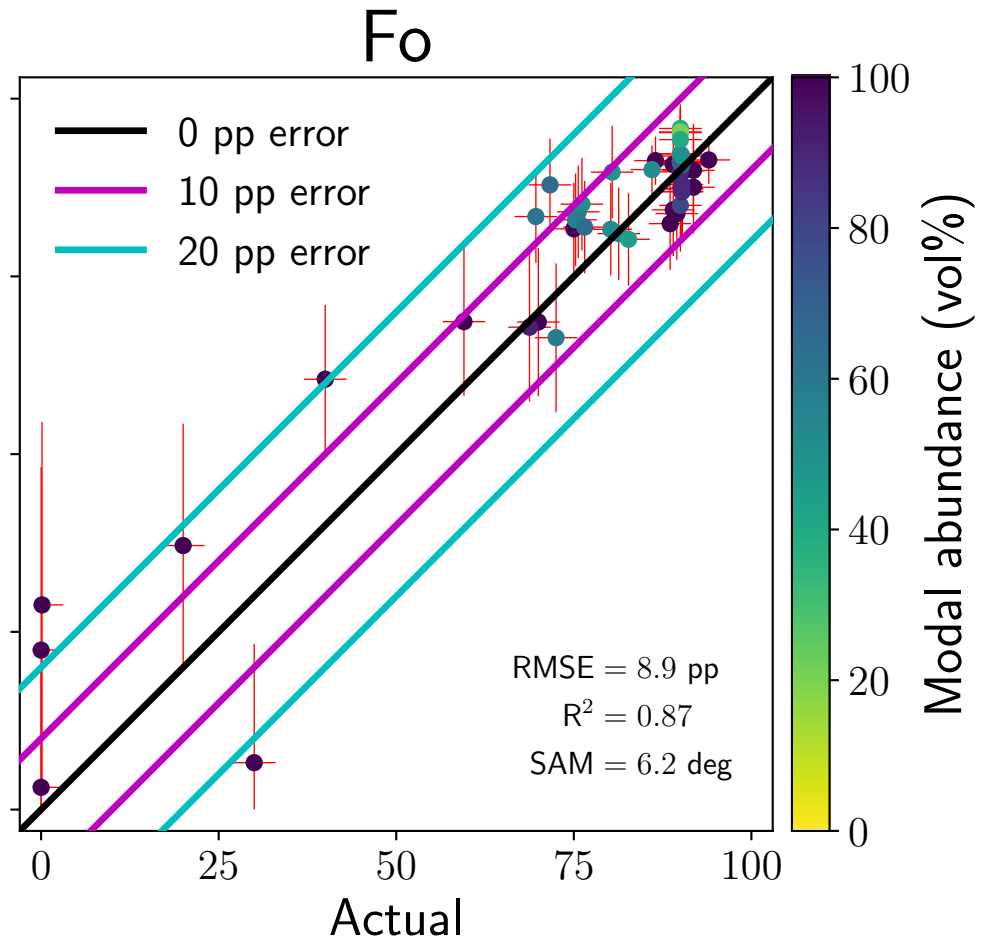 Fo
0 pp error
10 pp error
20 pp error
RMSE = 8.9 pp
R² = 0.87
SAM = 6.2 deg
0 25 50 75 100
Actual
100
80
60
40
20
0
Modal abundance (vol%)